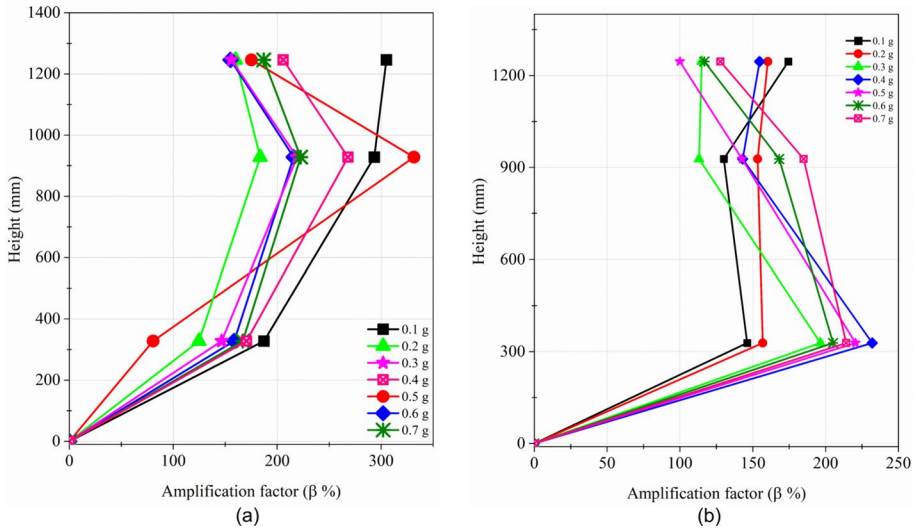 1400
1200
1000
800
600
400
200
0
0
100
200
300
Height (mm)
Amplification factor (β %)
0.1 g
0.2 g
0.3 g
0.4 g
0.5 g
0.6 g
0.7 g
(a)
1200
900
600
300
0
0
50
100
150
200
250
Height (mm)
Amplification factor (β %)
0.1 g
0.2 g
0.3 g
0.4 g
0.5 g
0.6 g
0.7 g
(b)